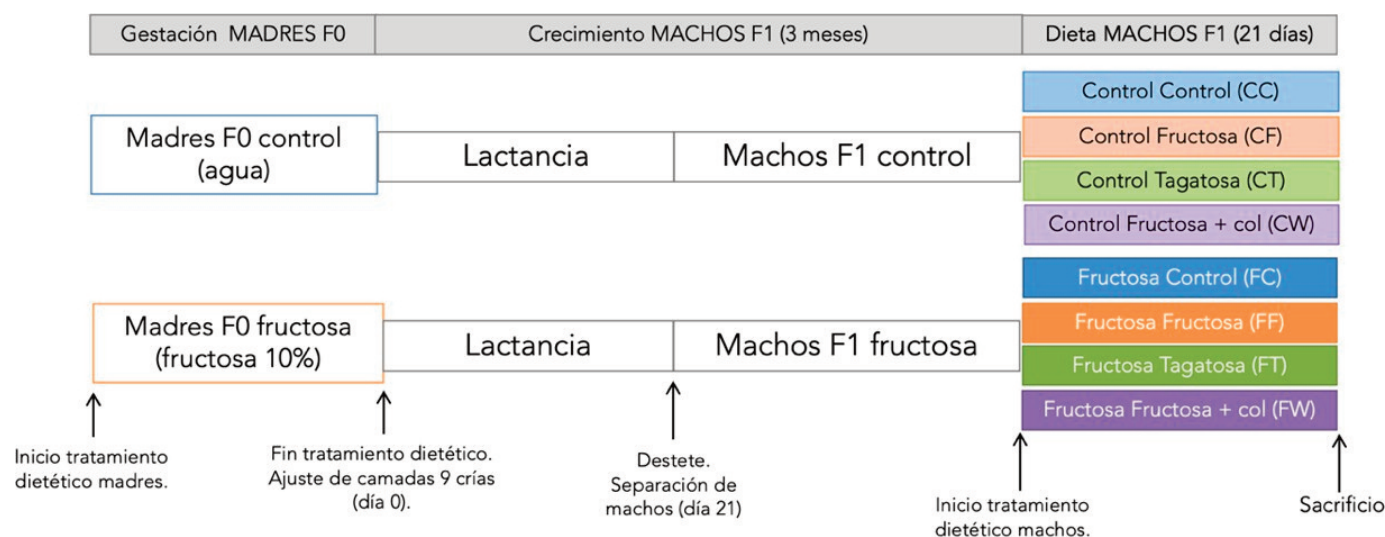 Gestación MADRES F0
Crecimiento MACHOS F1 (3 meses)
Dieta MACHOS F1 (21 días)
Madres F0 control
(agua)
Lactancia
Machos F1 control
Control Control (CC)
Control Fructosa (CF)
Control Tagatosa (CT)
Control Fructosa + col (CW)
Madres F0 fructosa
(fructosa 10%)
Lactancia
Machos F1 fructosa
Fructosa Control (FC)
Fructosa Fructosa (FF)
Fructosa Tagatosa (FT)
Fructosa Fructosa + col (FW)
Inicio tratamiento
dietético madres.
Fin tratamiento dietético.
Ajuste de camadas 9 crías
(día 0).
Destete.
Separación de
machos (día 21)
Inicio tratamiento
dietético machos.
Sacrificio